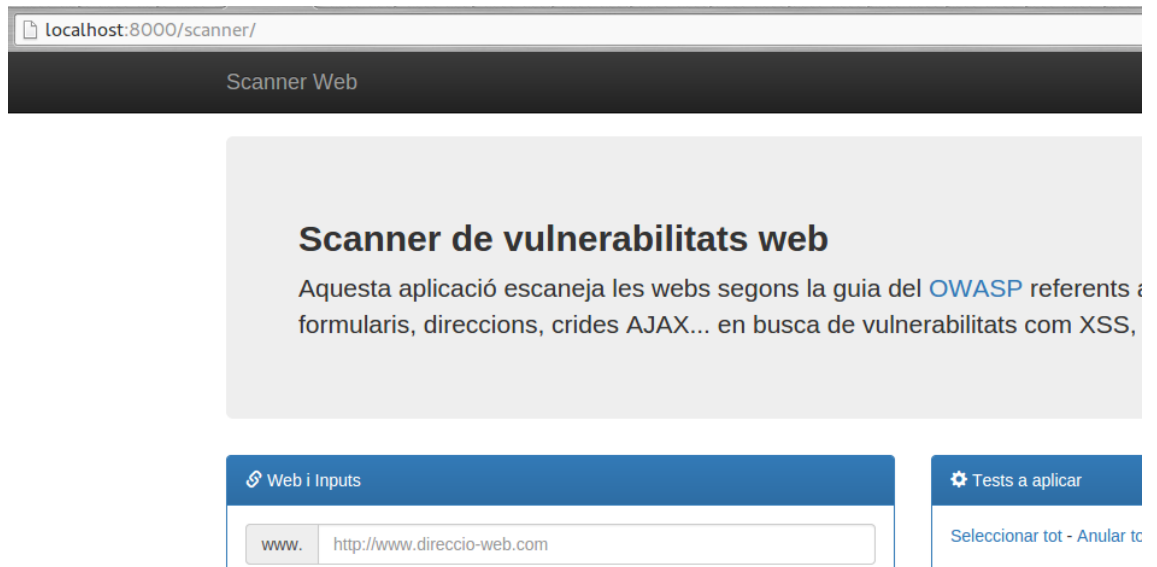 localhost:8000/scanner/
Scanner Web
Scanner de vulnerabilitats web
Aquesta aplicació escaneja les webs segons la guia del OWASP referents
formularis, direccions, crides AJAX... en busca de vulnerabilitats com XSS,
Web i Inputs
Tests a aplicar
www. http://www.direccio-web.com
Seleccionar tot - Anular